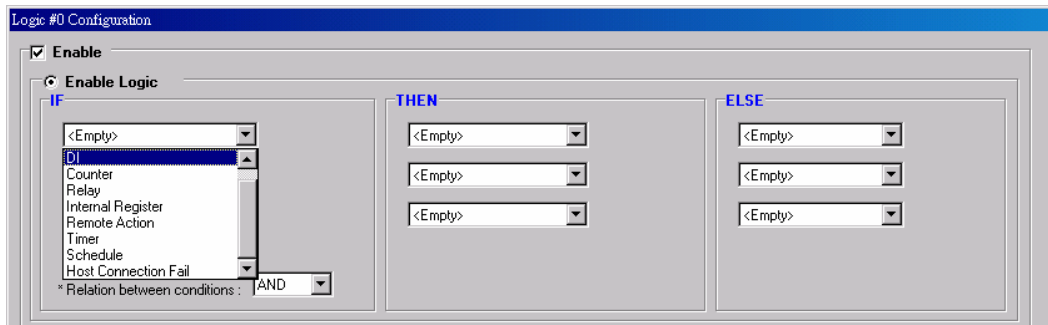 Logic #0 Configuration
Enable
Enable Logic
IF
<Empty>
DI
Counter
Relay
Internal Register
Remote Action
Timer
Schedule
Host Connection Fail
* Relation between conditions : AND
THEN
<Empty>
<Empty>
<Empty>
ELSE
<Empty>
<Empty>
<Empty>